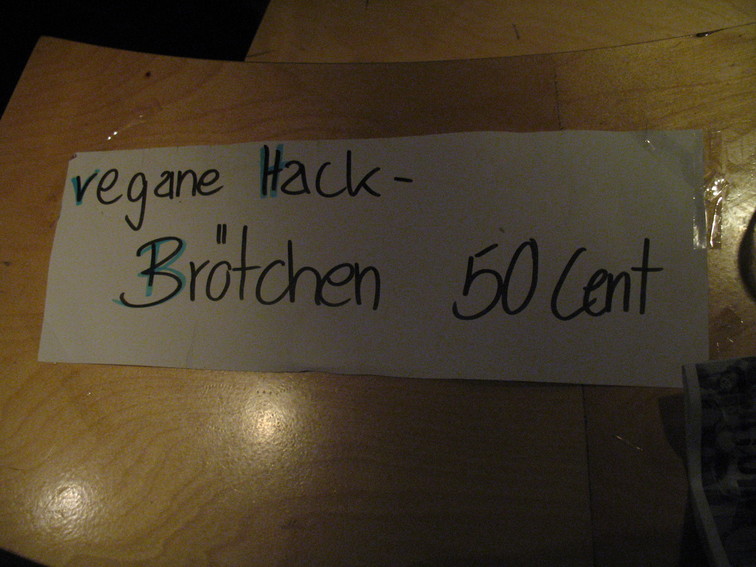 vegane Hack-
Brötchen 50 Cent